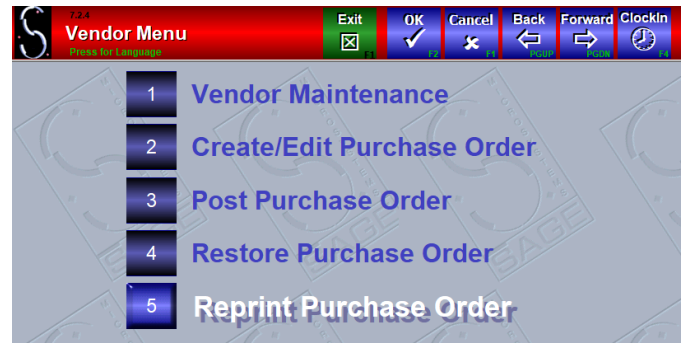 7.2.4
Vendor Menu
Press for Language
Exit
F3
OK
F2
Cancel
F1
Back
PGUP
Forward
PGDN
ClockIn
F4
1 Vendor Maintenance
2 Create/Edit Purchase Order
3 Post Purchase Order
4 Restore Purchase Order
5 Reprint Purchase Order
SAGE
SAGE